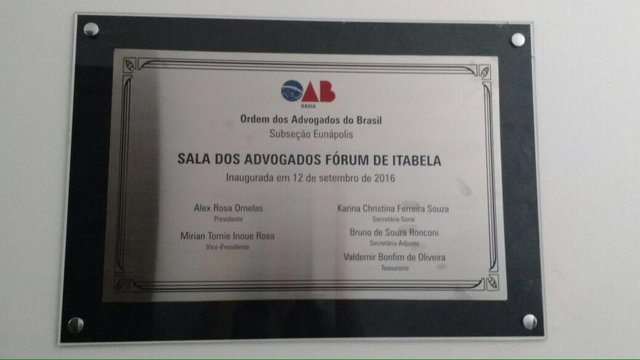 OAB
BAHIA
Ordem dos Advogados do Brasil
Subseção Eunápolis
SALA DOS ADVOGADOS FÓRUM DE ITABELA
Inaugurada em 12 de setembro de 2016
Alex Rosa Ornelas
Presidente
Mirian Tomie Inoue Rosa
Vice-Presidente
Karina Christina Ferreira Souza
Secretária Geral
Bruno de Souza Ronconi
Secretário Adjunto
Valdemir Bonfim de Oliveira
Tesoureiro